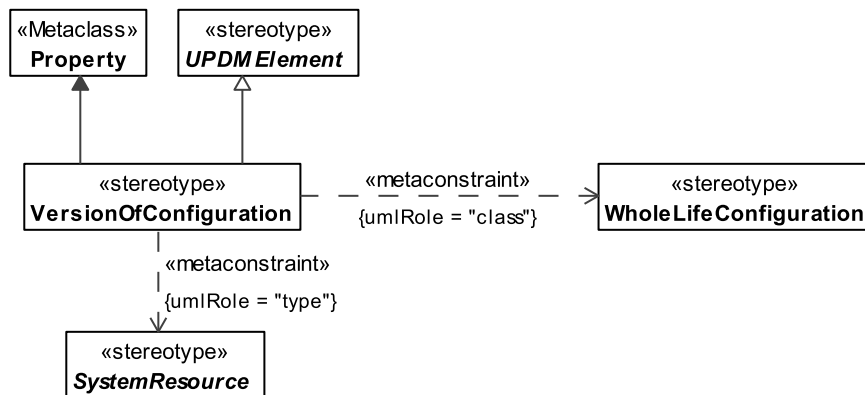 «Metaclass»
Property
«stereotype»
UPDMElement
«stereotype»
VersionOfConfiguration
«metaconstraint»
{umlRole = "class"}
«stereotype»
WholeLifeConfiguration
«metaconstraint»
{umlRole = "type"}
«stereotype»
SystemResource